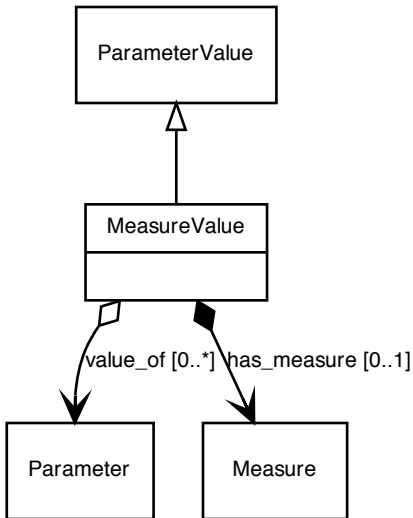 ParameterValue
MeasureValue
value_of [0..*] has_measure [0..1]
Parameter
Measure